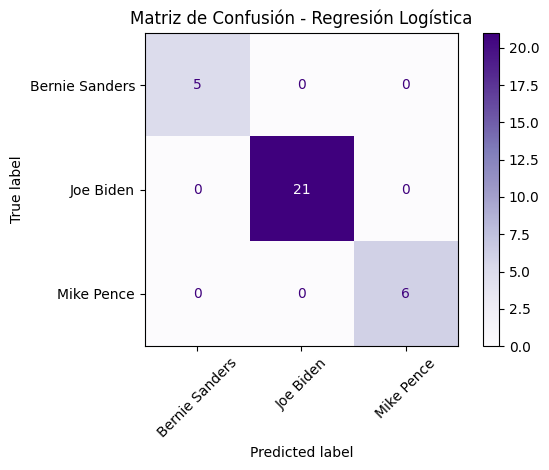 Matriz de Confusión - Regresión Logística
True label
Bernie Sanders
Joe Biden
Mike Pence
5 0 0
0 21 0
0 0 6
Bernie Sanders
Joe Biden
Mike Pence
Predicted label
20.0
17.5
15.0
12.5
10.0
7.5
5.0
2.5
0.0